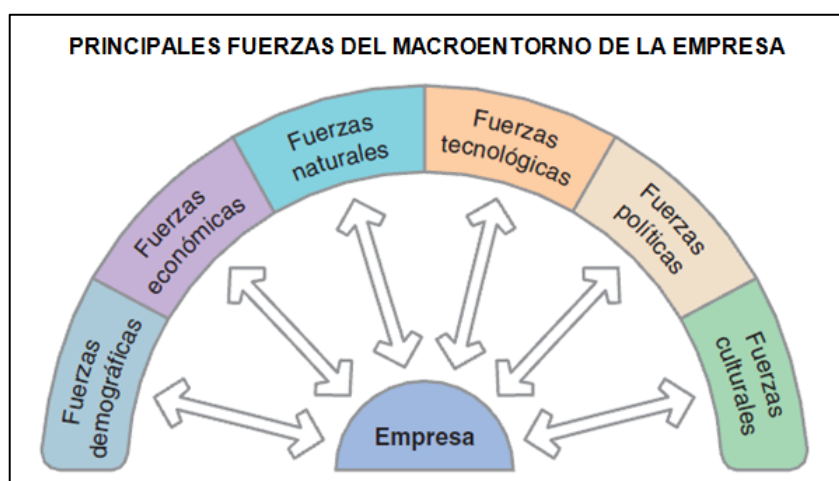 PRINCIPALES FUERZAS DEL MACROENTORNO DE LA EMPRESA
Fuerzas
demográficas
Fuerzas
económicas
Fuerzas
naturales
Fuerzas
tecnológicas
Fuerzas
políticas
Fuerzas
culturales
Empresa